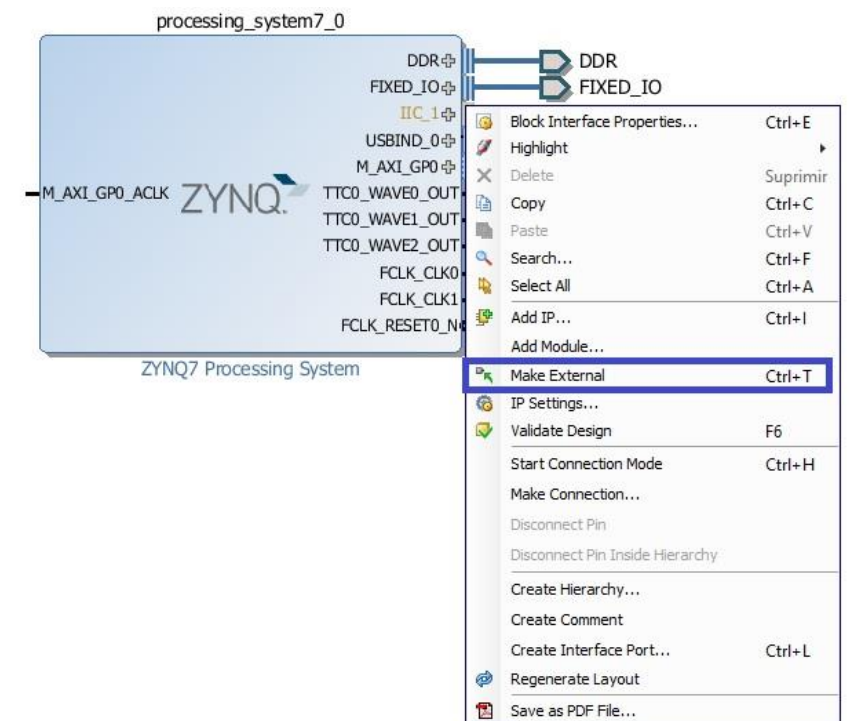 processing_system7_0
DDR
FIXED_IO
IIC_1
USBIND_0
M_AXI_GP0
M_AXI_GP0_ACLK
ZYNQ.
TTC0_WAVE0_OUT
TTC0_WAVE1_OUT
TTC0_WAVE2_OUT
FCLK_CLK0
FCLK_CLK1
FCLK_RESET0_N
ZYNQ7 Processing System
DDR
FIXED_IO
Block Interface Properties... Ctrl+E
Highlight
Delete Suprimir
Copy Ctrl+C
Paste Ctrl+V
Search... Ctrl+F
Select All Ctrl+A
Add IP... Ctrl+I
Add Module...
Make External Ctrl+T
IP Settings...
Validate Design F6
Start Connection Mode Ctrl+H
Make Connection...
Disconnect Pin
Disconnect Pin Inside Hierarchy
Create Hierarchy...
Create Comment
Create Interface Port... Ctrl+L
Regenerate Layout
Save as PDF File...